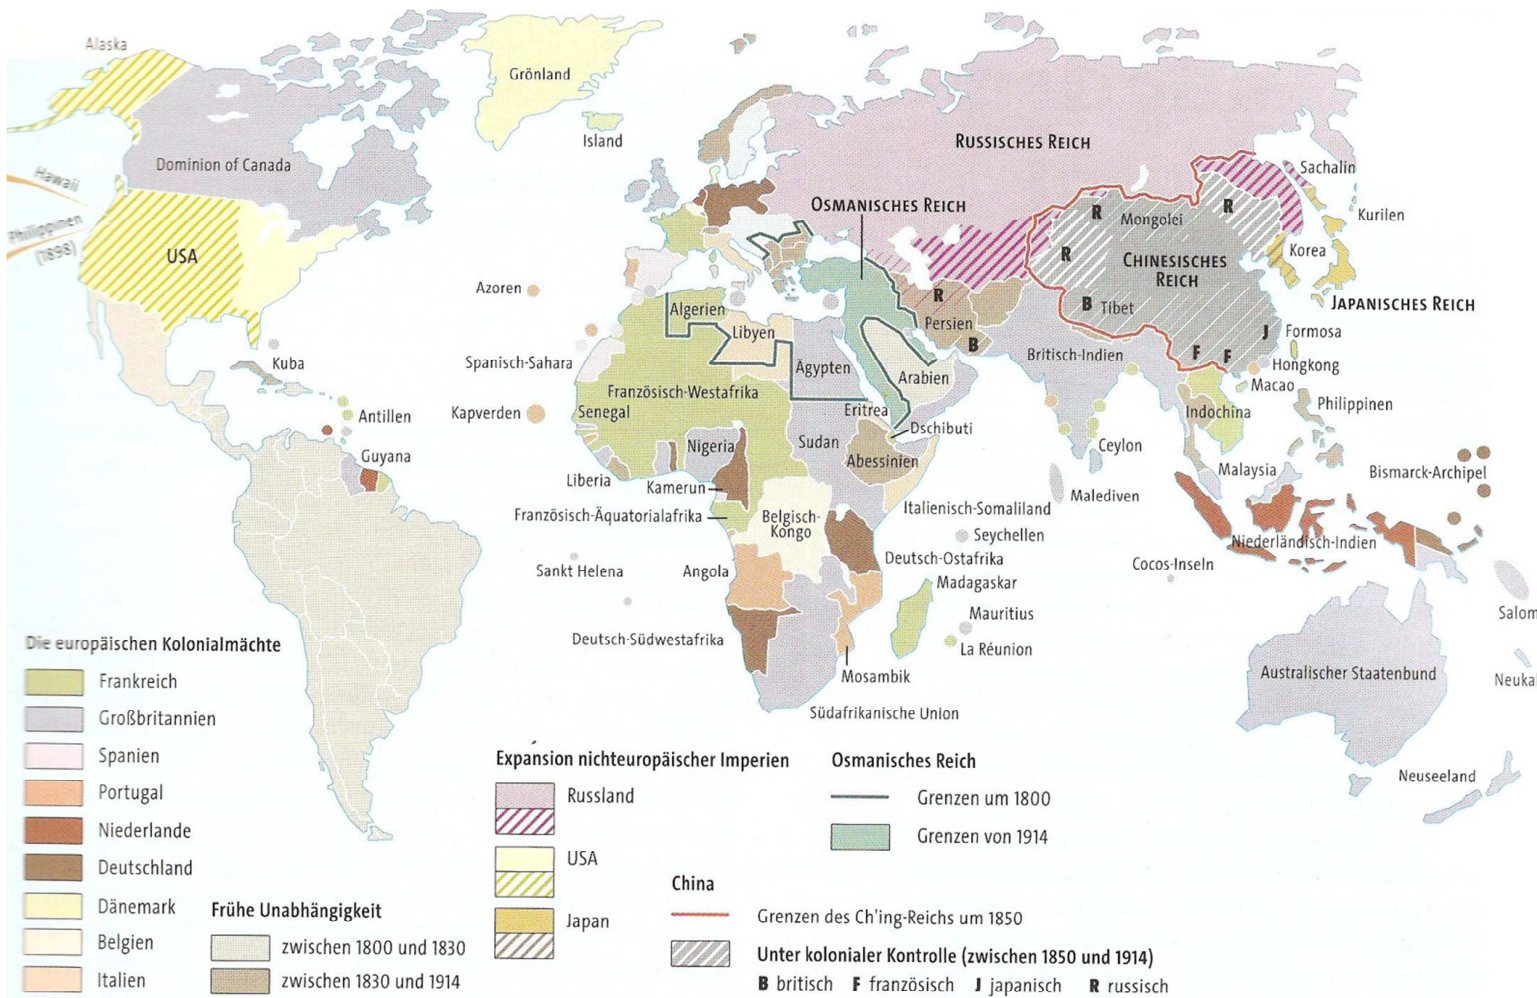 Alaska
Grönland
Island
Dominion of Canada
Hawaii
Philippinen
(1898)
USA
RUSSISCHES REICH
Sachalin
Kurilen
OSMANISCHES REICH
Mongolei
R
R
R
CHINESISCHES
REICH
Korea
JAPANISCHES REICH
Azoren
Algerien
Libyen
R
Persien
B
B
Tibet
J
Formosa
F
F
Hongkong
Macao
Kuba
Spanisch-Sahara
Ägypten
Arabien
Britisch-Indien
Französisch-Westafrika
Antillen
Kapverden
Senegal
Eritrea
Dschibuti
Indochina
Philippinen
Guyana
Nigeria
Sudan
Abessinien
Ceylon
Liberia
Kamerun
Malaysia
Bismarck-Archipel
Malediven
Französisch-Äquatorialafrika
Belgisch-
Kongo
Italienisch-Somaliland
Seychellen
Niederländisch-Indien
Sankt Helena
Angola
Deutsch-Ostafrika
Cocos-Inseln
Madagaskar
Mauritius
Salom
Deutsch-Südwestafrika
La Réunion
Mosambik
Australischer Staatenbund
Neukal
Südafrikanische Union
Neuseeland
Die europäischen Kolonialmächte
Frankreich
Großbritannien
Spanien
Portugal
Niederlande
Deutschland
Dänemark
Belgien
Italien
Frühe Unabhängigkeit
zwischen 1800 und 1830
zwischen 1830 und 1914
Expansion nichteuropäischer Imperien
Russland
USA
Japan
Osmanisches Reich
Grenzen um 1800
Grenzen von 1914
China
Grenzen des Ch'ing-Reichs um 1850
Unter kolonialer Kontrolle (zwischen 1850 und 1914)
B britisch F französisch J japanisch R russisch